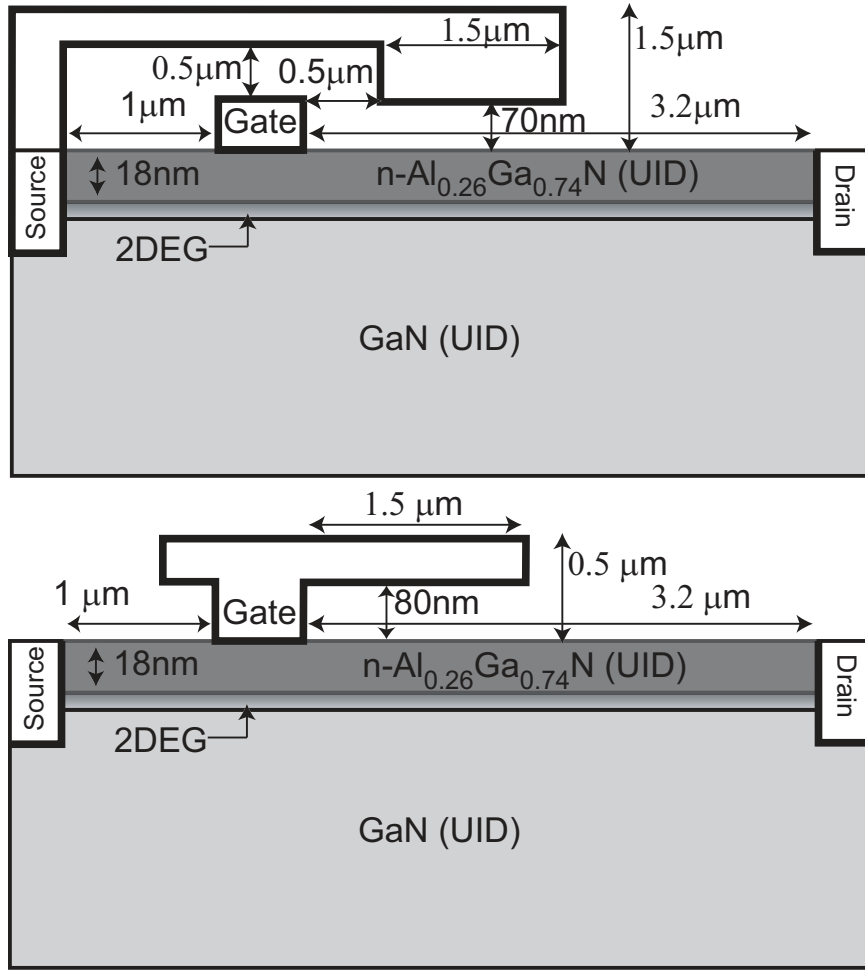 1.5μm
1.5μm
0.5μm
0.5μm
1μm
Gate
70nm
3.2μm
Source
18nm
n-Al₀.₂₆Ga₀.₇₄N (UID)
Drain
2DEG
GaN (UID)
1.5 μm
0.5 μm
1 μm
Gate
80nm
3.2 μm
Source
18nm
n-Al₀.₂₆Ga₀.₇₄N (UID)
Drain
2DEG
GaN (UID)